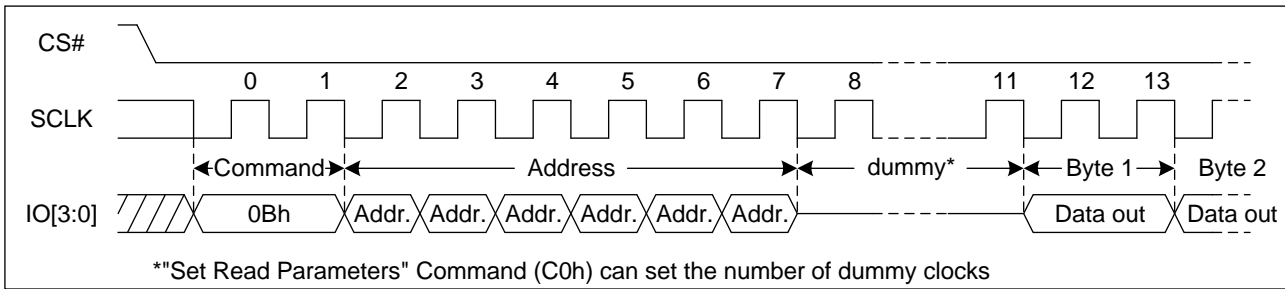 CS#
0 1 2 3 4 5 6 7 8 11 12 13
SCLK
Command Address dummy* Byte 1 Byte 2
IO[3:0] 0Bh Addr. Addr. Addr. Addr. Addr. Addr. Data out Data out
*"Set Read Parameters" Command (C0h) can set the number of dummy clocks